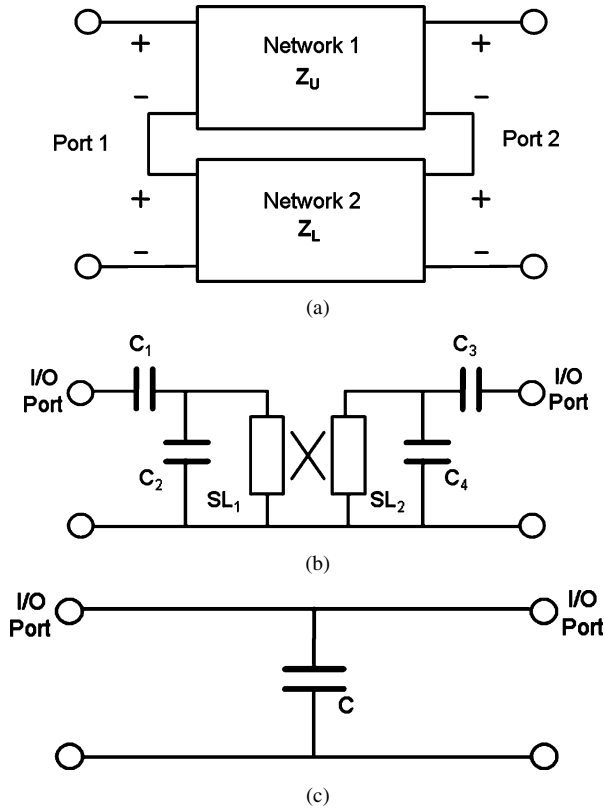 + Network 1 +
Z_U
− −
Port 1 Port 2
+ Network 2 +
Z_L
− −
(a)
C₁ C₃
I/O Port I/O Port
C₂ SL₁ SL₂ C₄
(b)
I/O Port I/O Port
C
(c)